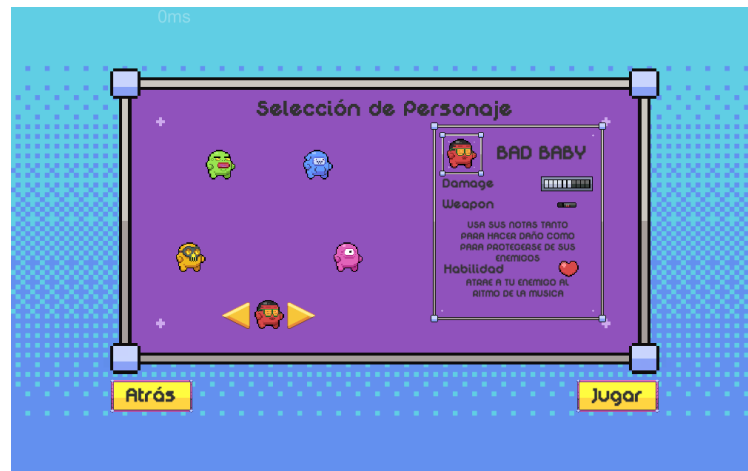 0ms
Selección de Personaje
BAD BABY
Damage
Weapon
USA SUS NOTAS TANTO
PARA HACER DAÑO COMO
PARA PROTEGERSE DE SUS
ENEMIGOS
Habilidad
ATRAE A TU ENEMIGO AL
RITMO DE LA MUSICA
Atrás
Jugar